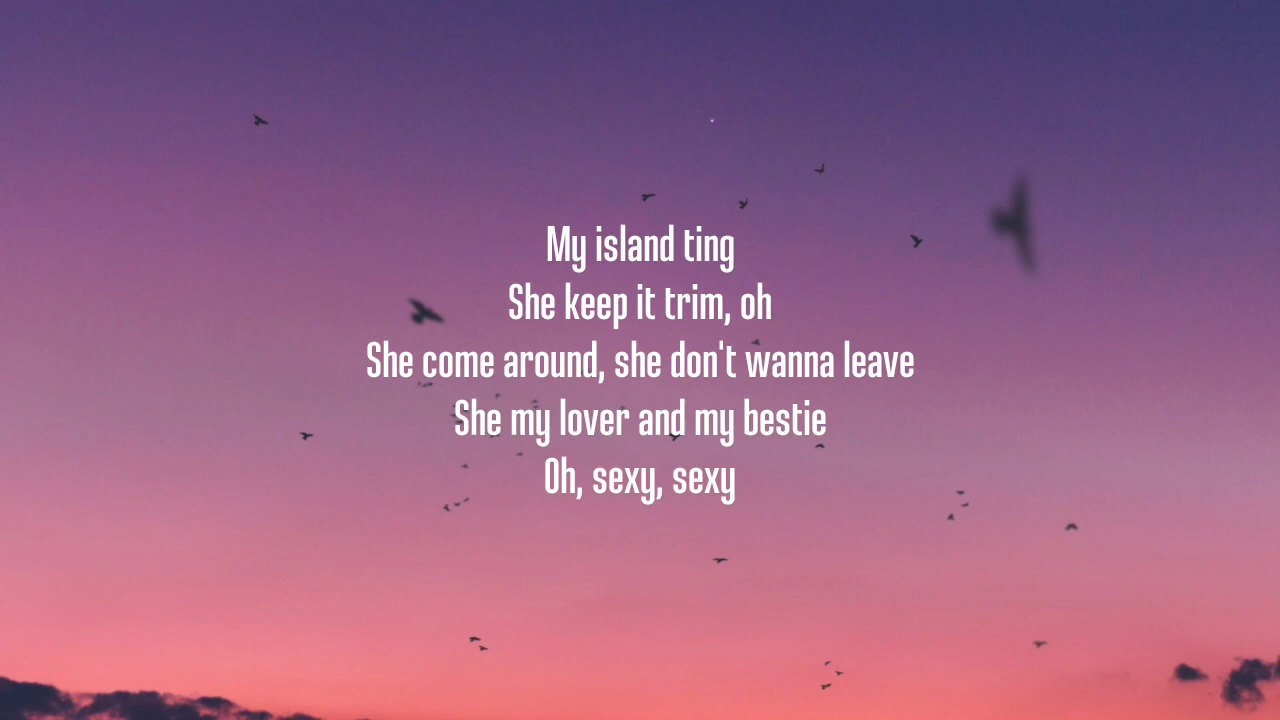 My island ting
She keep it trim, oh
She come around, she don't wanna leave
She my lover and my bestie
Oh, sexy, sexy